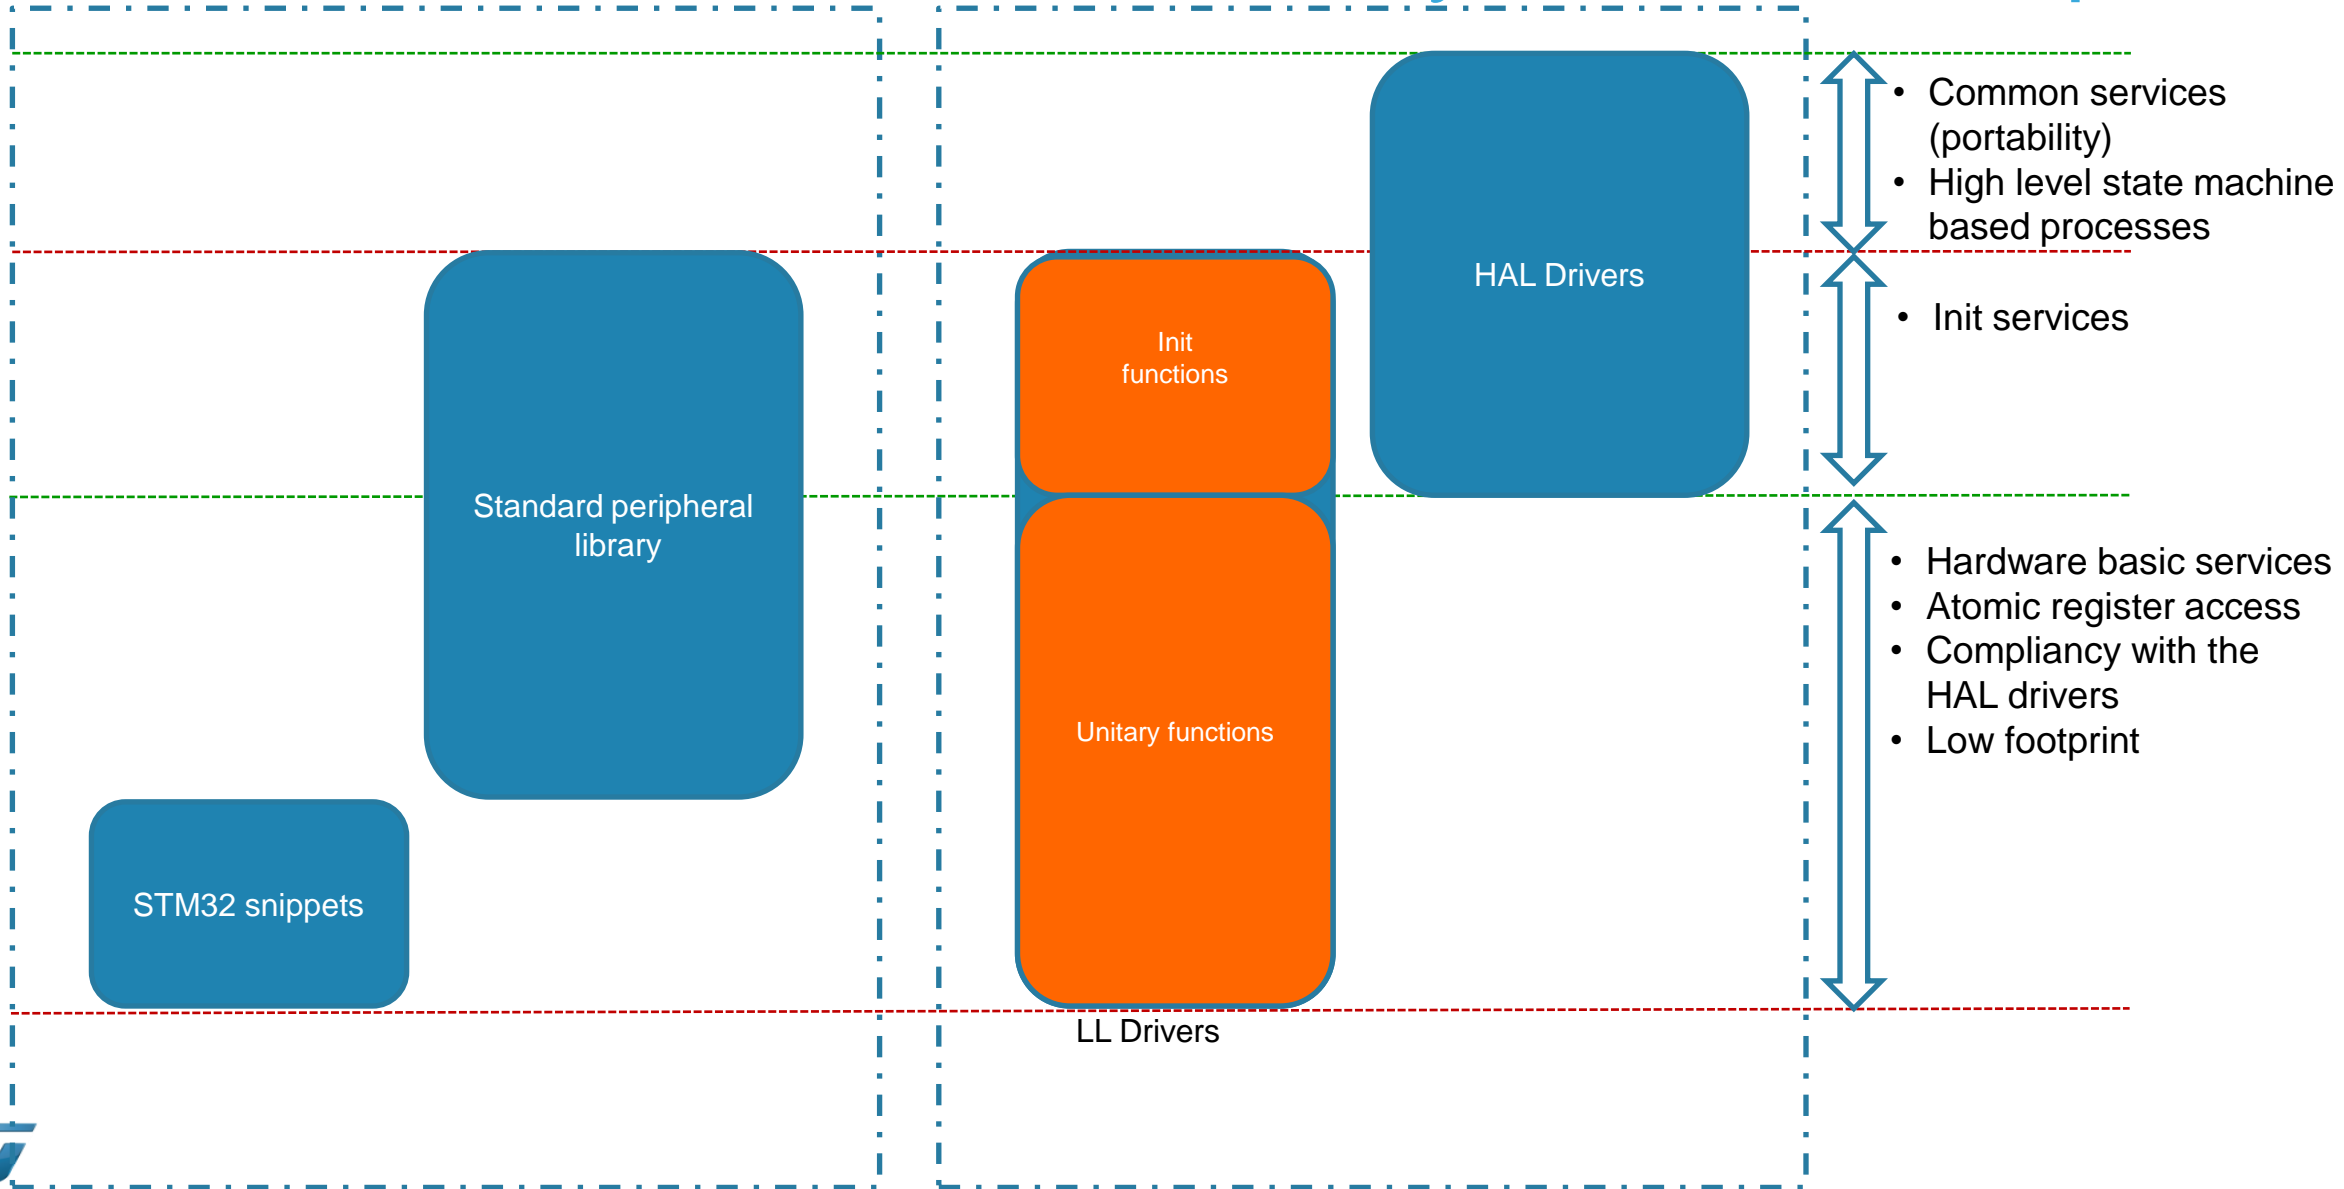 • Common services
(portability)
• High level state machine
based processes
HAL Drivers
• Init services
Init
functions
Standard peripheral
library
• Hardware basic services
• Atomic register access
• Compliancy with the
HAL drivers
• Low footprint
Unitary functions
STM32 snippets
LL Drivers